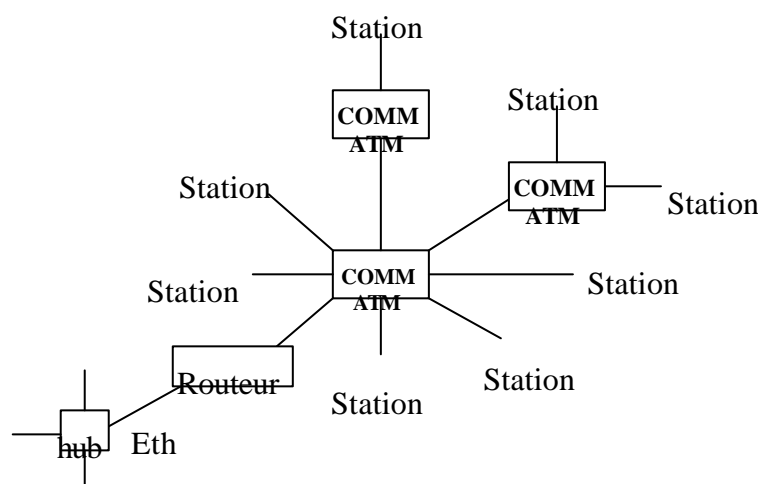 Station
COMM
ATM
Station
COMM
ATM
Station
Station
COMM
ATM
Station
Station
Routeur
Station
Station
hub
Eth